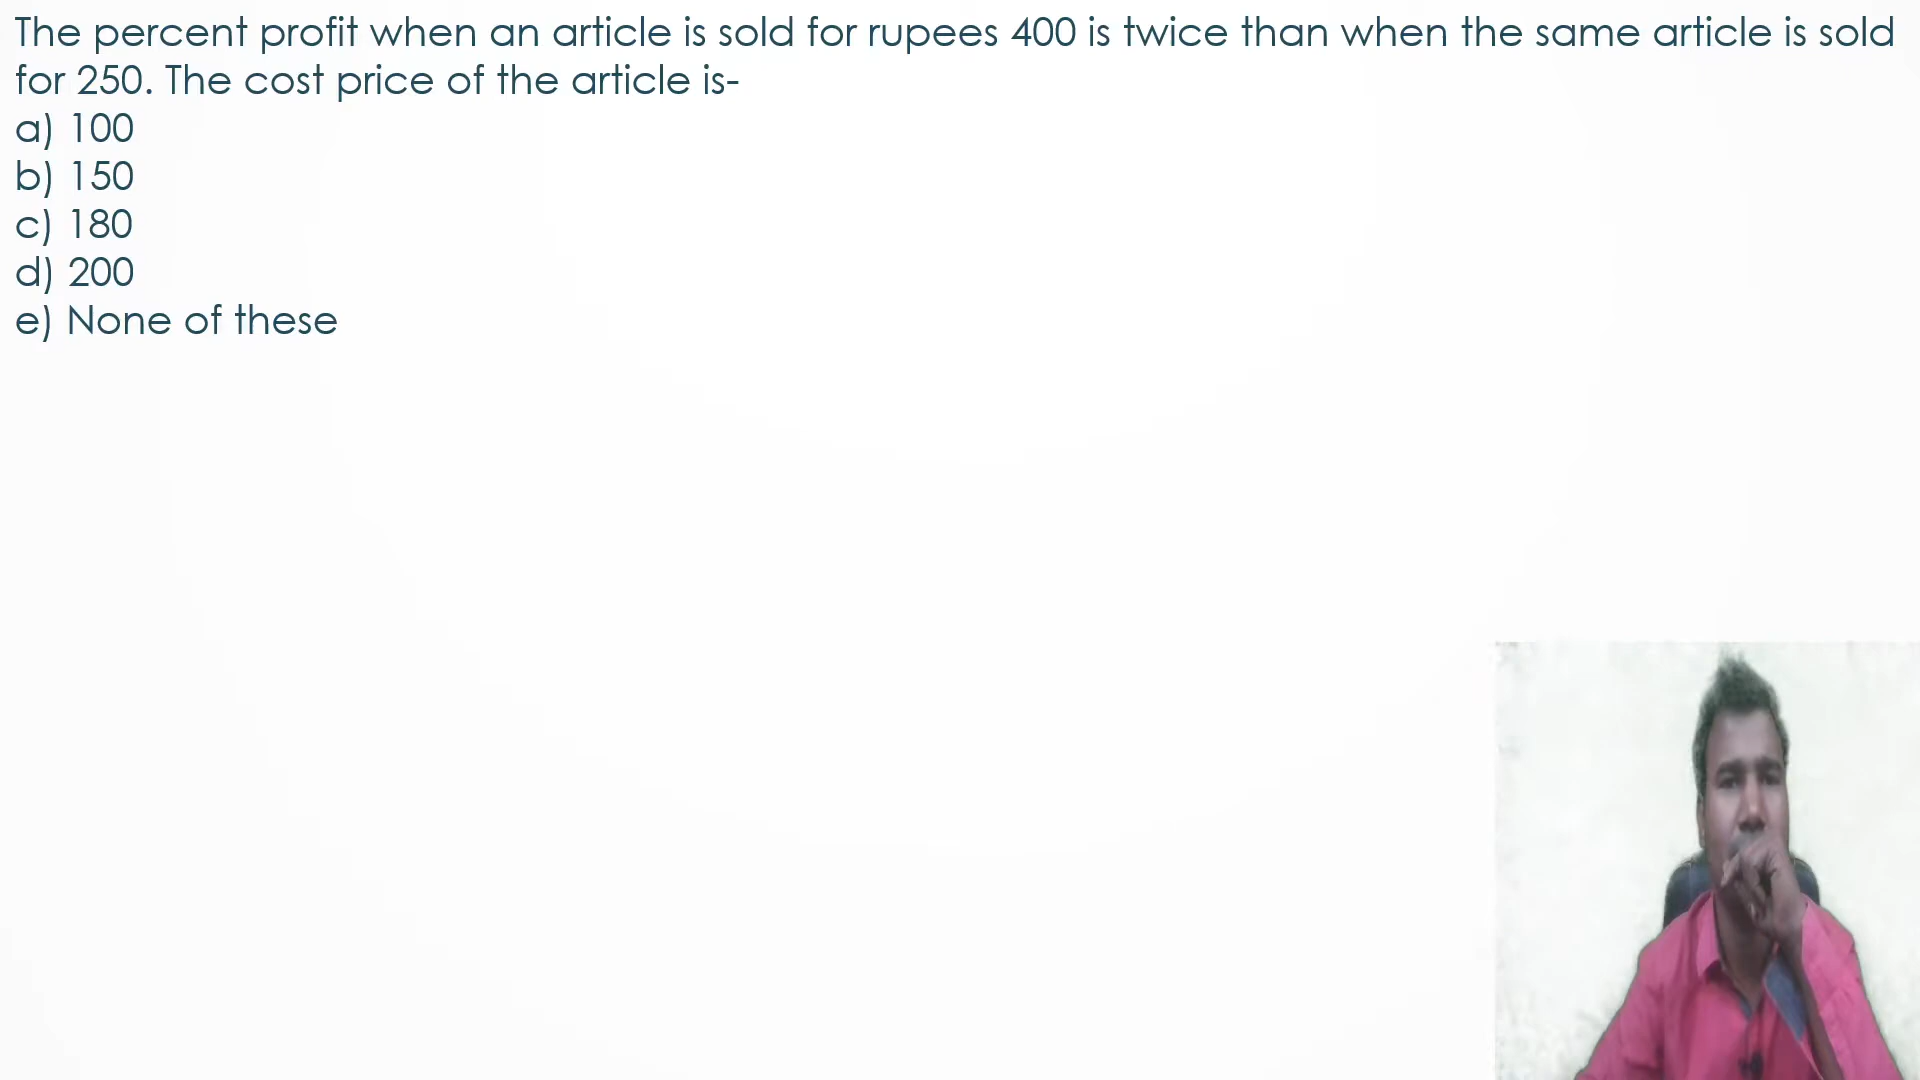 The percent profit when an article is sold for rupees 400 is twice than when the same article is sold
for 250. The cost price of the article is-
a) 100
b) 150
c) 180
d) 200
e) None of these